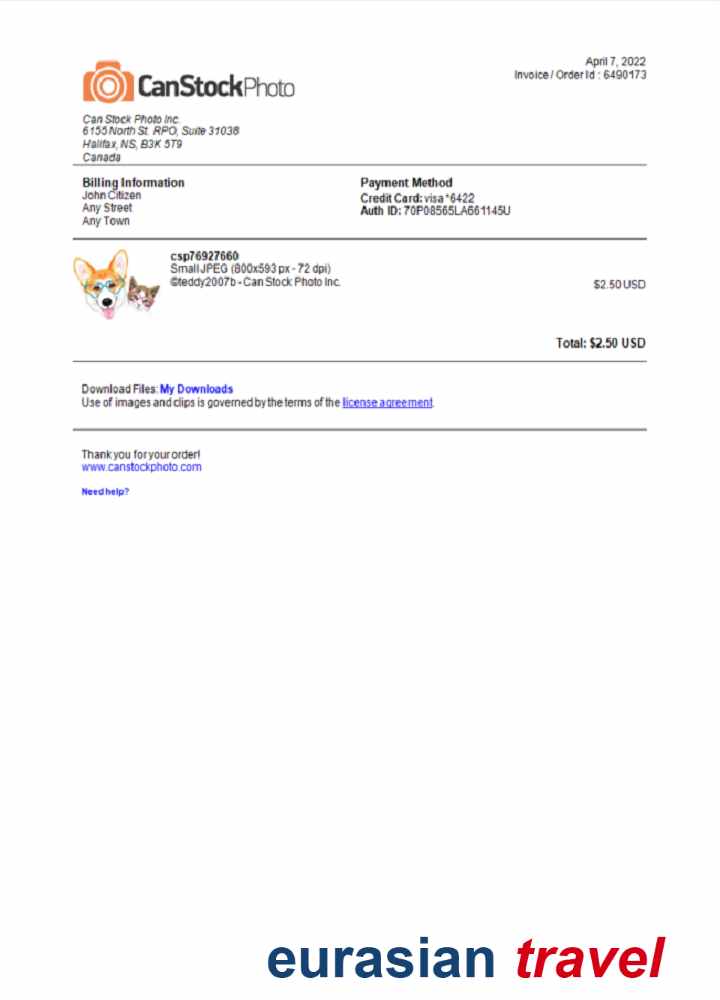 April 7, 2022
Invoice / Order Id : 6490173
CanStockPhoto
Can Stock Photo Inc.
6155 North St. RPO, Suite 31038
Halifax, NS, B3K 5T9
Canada
Billing Information
John Citizen
Any Street
Any Town
Payment Method
Credit Card: visa *6422
Auth ID: 70P08565LA661145U
csp76927660
Small JPEG (800x593 px - 72 dpi)
©teddy2007b - Can Stock Photo Inc.
$2.50 USD
Total: $2.50 USD
Download Files: My Downloads
Use of images and clips is governed by the terms of the license agreement
Thank you for your order!
www.canstockphoto.com
Need help?
eurasian travel